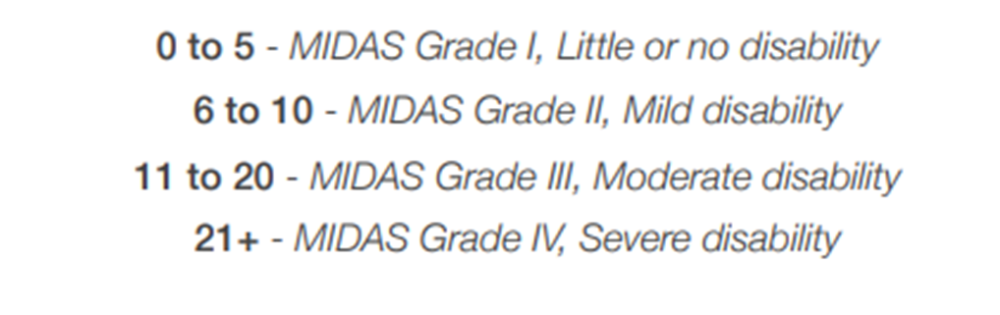 0 to 5 - MIDAS Grade I, Little or no disability
6 to 10 - MIDAS Grade II, Mild disability
11 to 20 - MIDAS Grade III, Moderate disability
21+ - MIDAS Grade IV, Severe disability